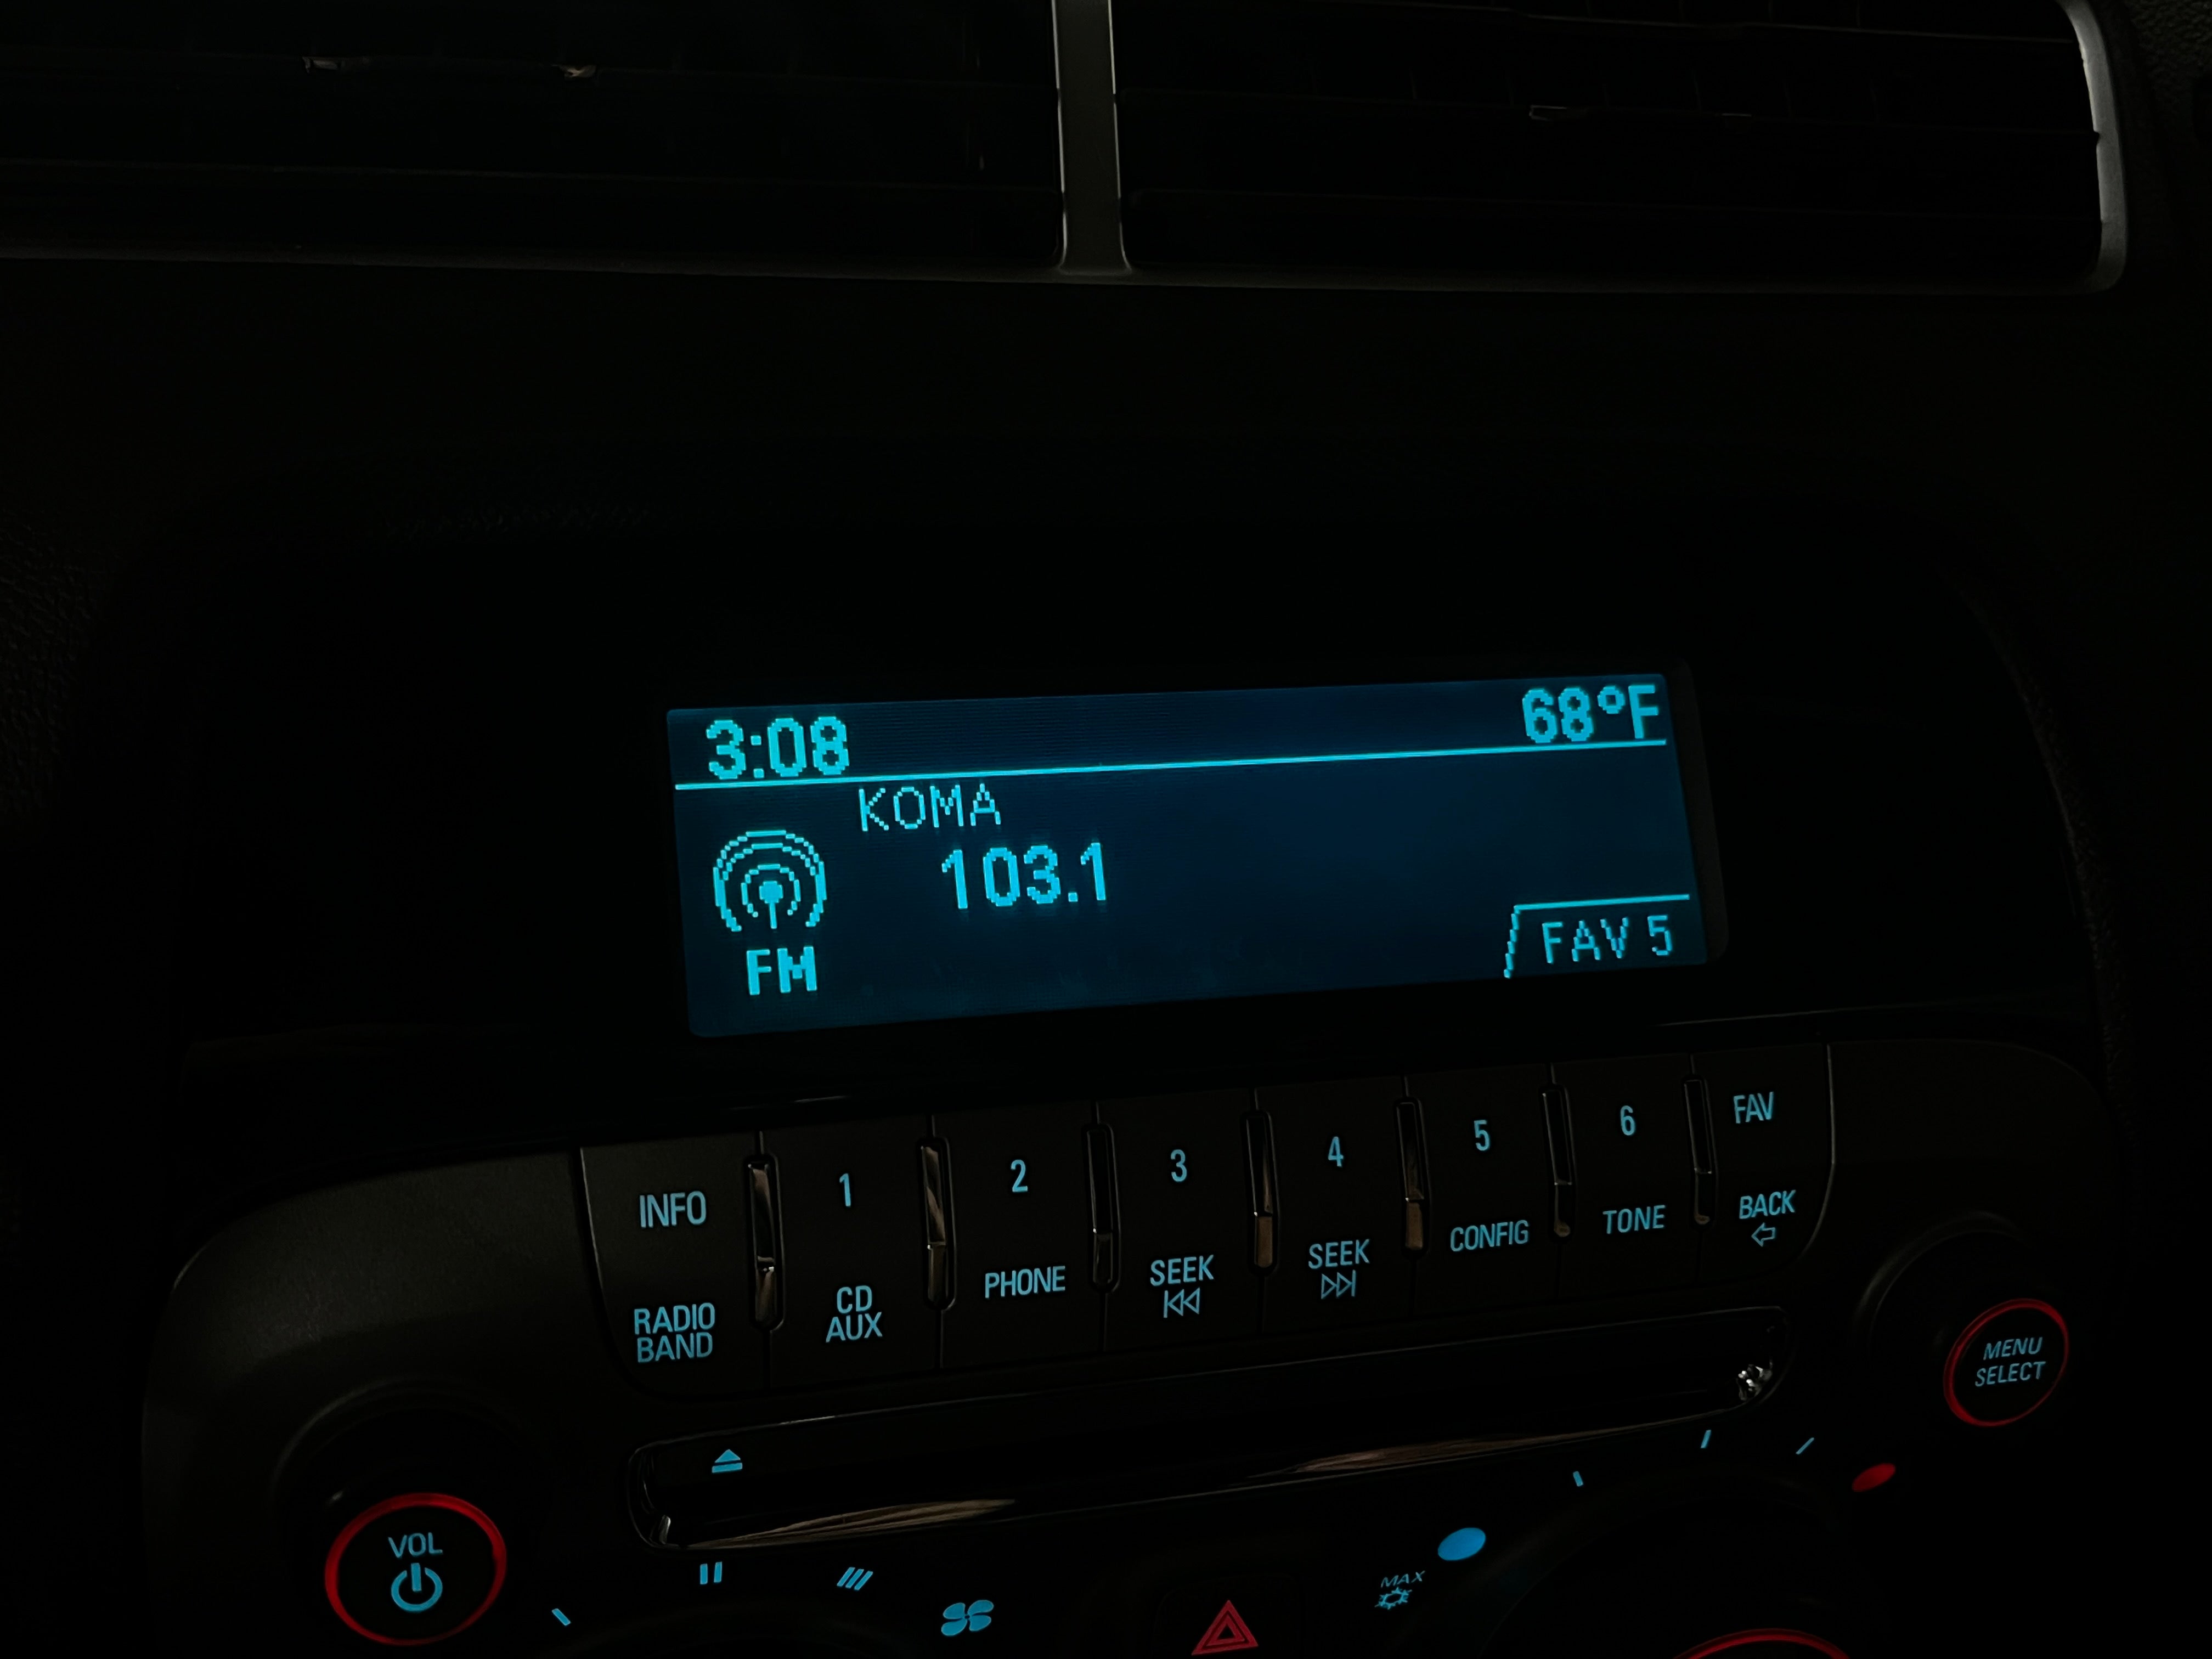 3:08 68°F
KOMA
103.1
FM
FAV 5
INFO 1 2 3 4 5 6 FAV
RADIO BAND
CD AUX
PHONE
SEEK
SEEK
CONFIG
TONE
BACK
MENU
SELECT
VOL
MAX